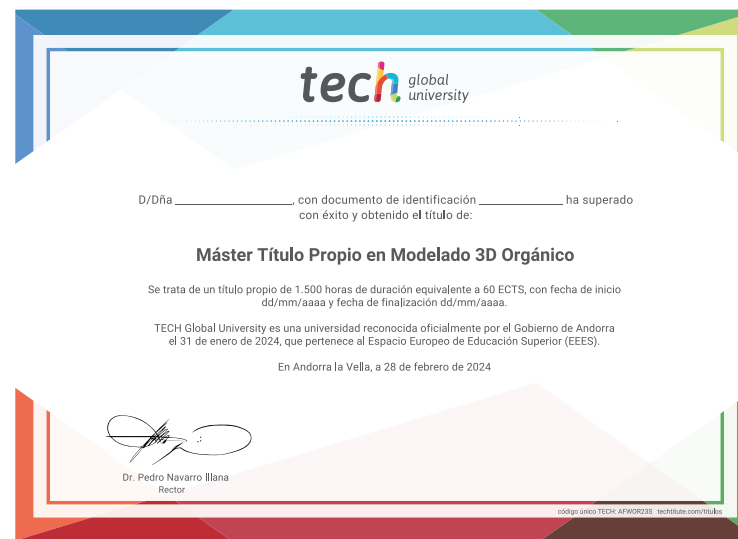 tech global university
D/Dña ____________________, con documento de identificación ______________ ha superado
con éxito y obtenido el título de:
Máster Título Propio en Modelado 3D Orgánico
Se trata de un título propio de 1.500 horas de duración equivalente a 60 ECTS, con fecha de inicio
dd/mm/aaaa y fecha de finalización dd/mm/aaaa.
TECH Global University es una universidad reconocida oficialmente por el Gobierno de Andorra
el 31 de enero de 2024, que pertenece al Espacio Europeo de Educación Superior (EEES).
En Andorra la Vella, a 28 de febrero de 2024
Dr. Pedro Navarro Illana
Rector
código único TECH: AFWOR23S techtitute.com/titulos